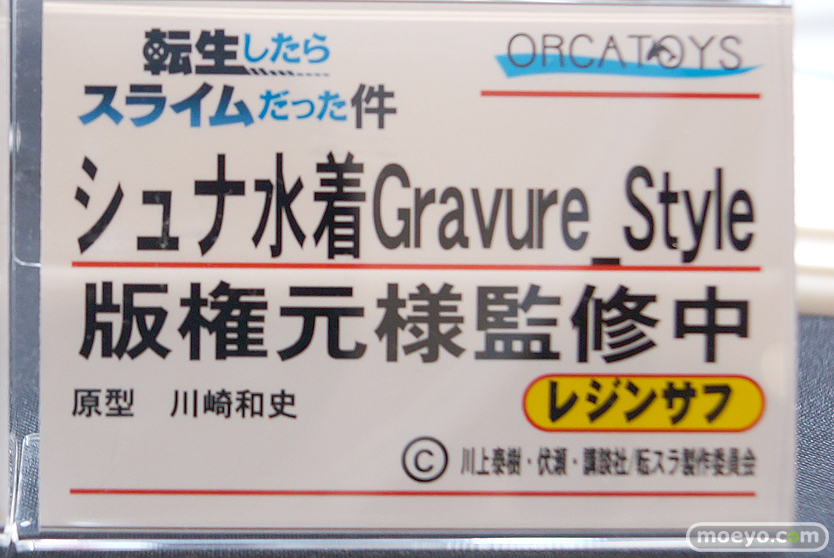 転生したら
スライムだった件
ORCATOYS
シュナ水着Gravure_Style
版権元様監修中
原型　川崎和史
レジンサフ
Ⓒ 川上泰樹・伏瀬・講談社/転スラ製作委員会
moeyo.com